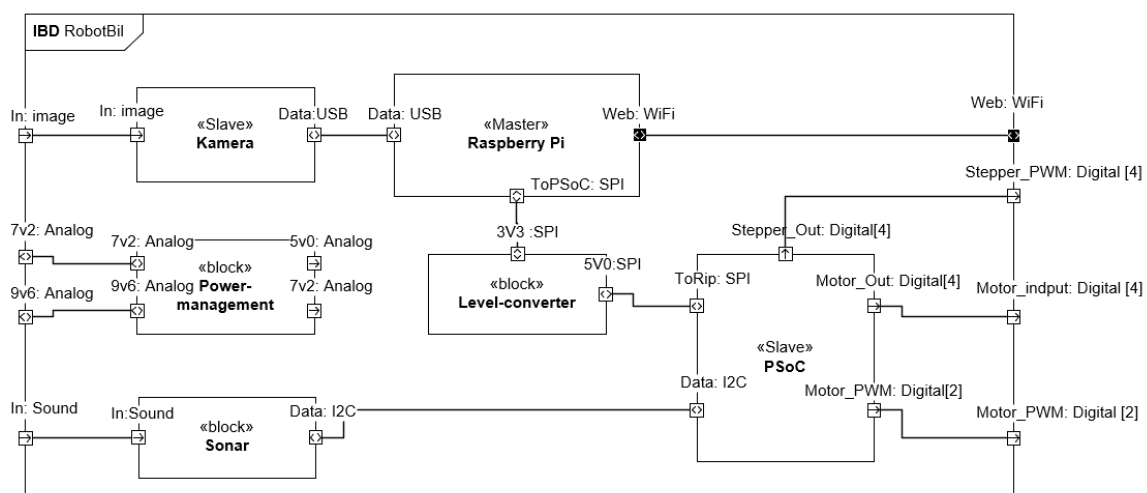 IBD RobotBil
In: image
In: image
«Slave»
Kamera
Data:USB
Data: USB
«Master»
Raspberry Pi
Web: WiFi
Web: WiFi
ToPSoC: SPI
Stepper_PWM: Digital [4]
7v2: Analog
7v2: Analog
5v0: Analog
3V3 :SPI
Stepper_Out: Digital[4]
«block»
Power-
management
9v6: Analog
9v6: Analog
7v2: Analog
«block»
Level-converter
5V0:SPI
ToRip: SPI
Motor_Out: Digital[4]
Motor_indput: Digital [4]
«Slave»
PSoC
In: Sound
In:Sound
«block»
Sonar
Data: I2C
Data: I2C
Motor_PWM: Digital[2]
Motor_PWM: Digital [2]